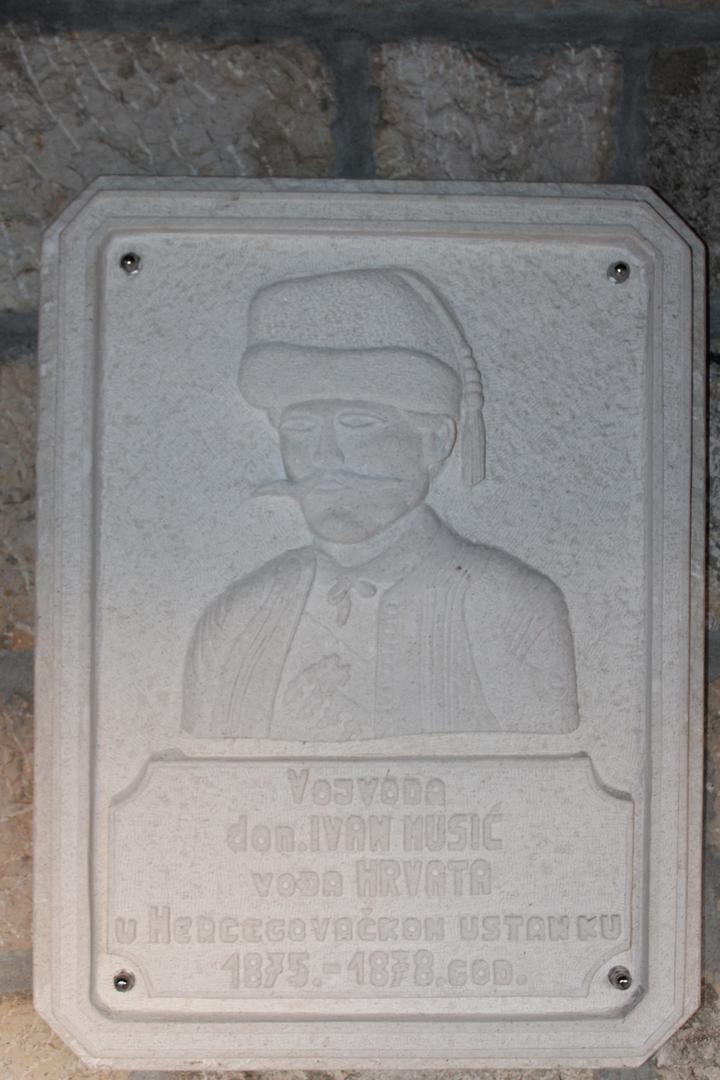 VOJVODA
don.IVAN MUSIĆ
VOĐA HRVATA
U HERCEGOVAČKOM USTANKU
1875.-1878.GOD.